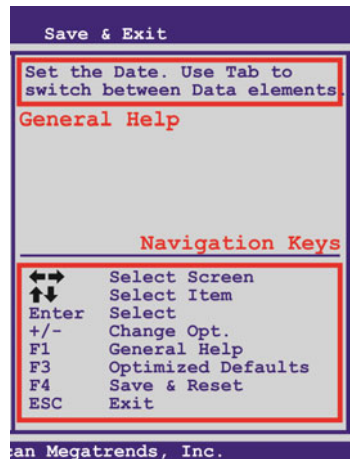 Save & Exit
Set the Date. Use Tab to
switch between Data elements.
General Help
Navigation Keys
Select Screen
Select Item
Enter Select
+/- Change Opt.
F1 General Help
F3 Optimized Defaults
F4 Save & Reset
ESC Exit
an Megatrends, Inc.